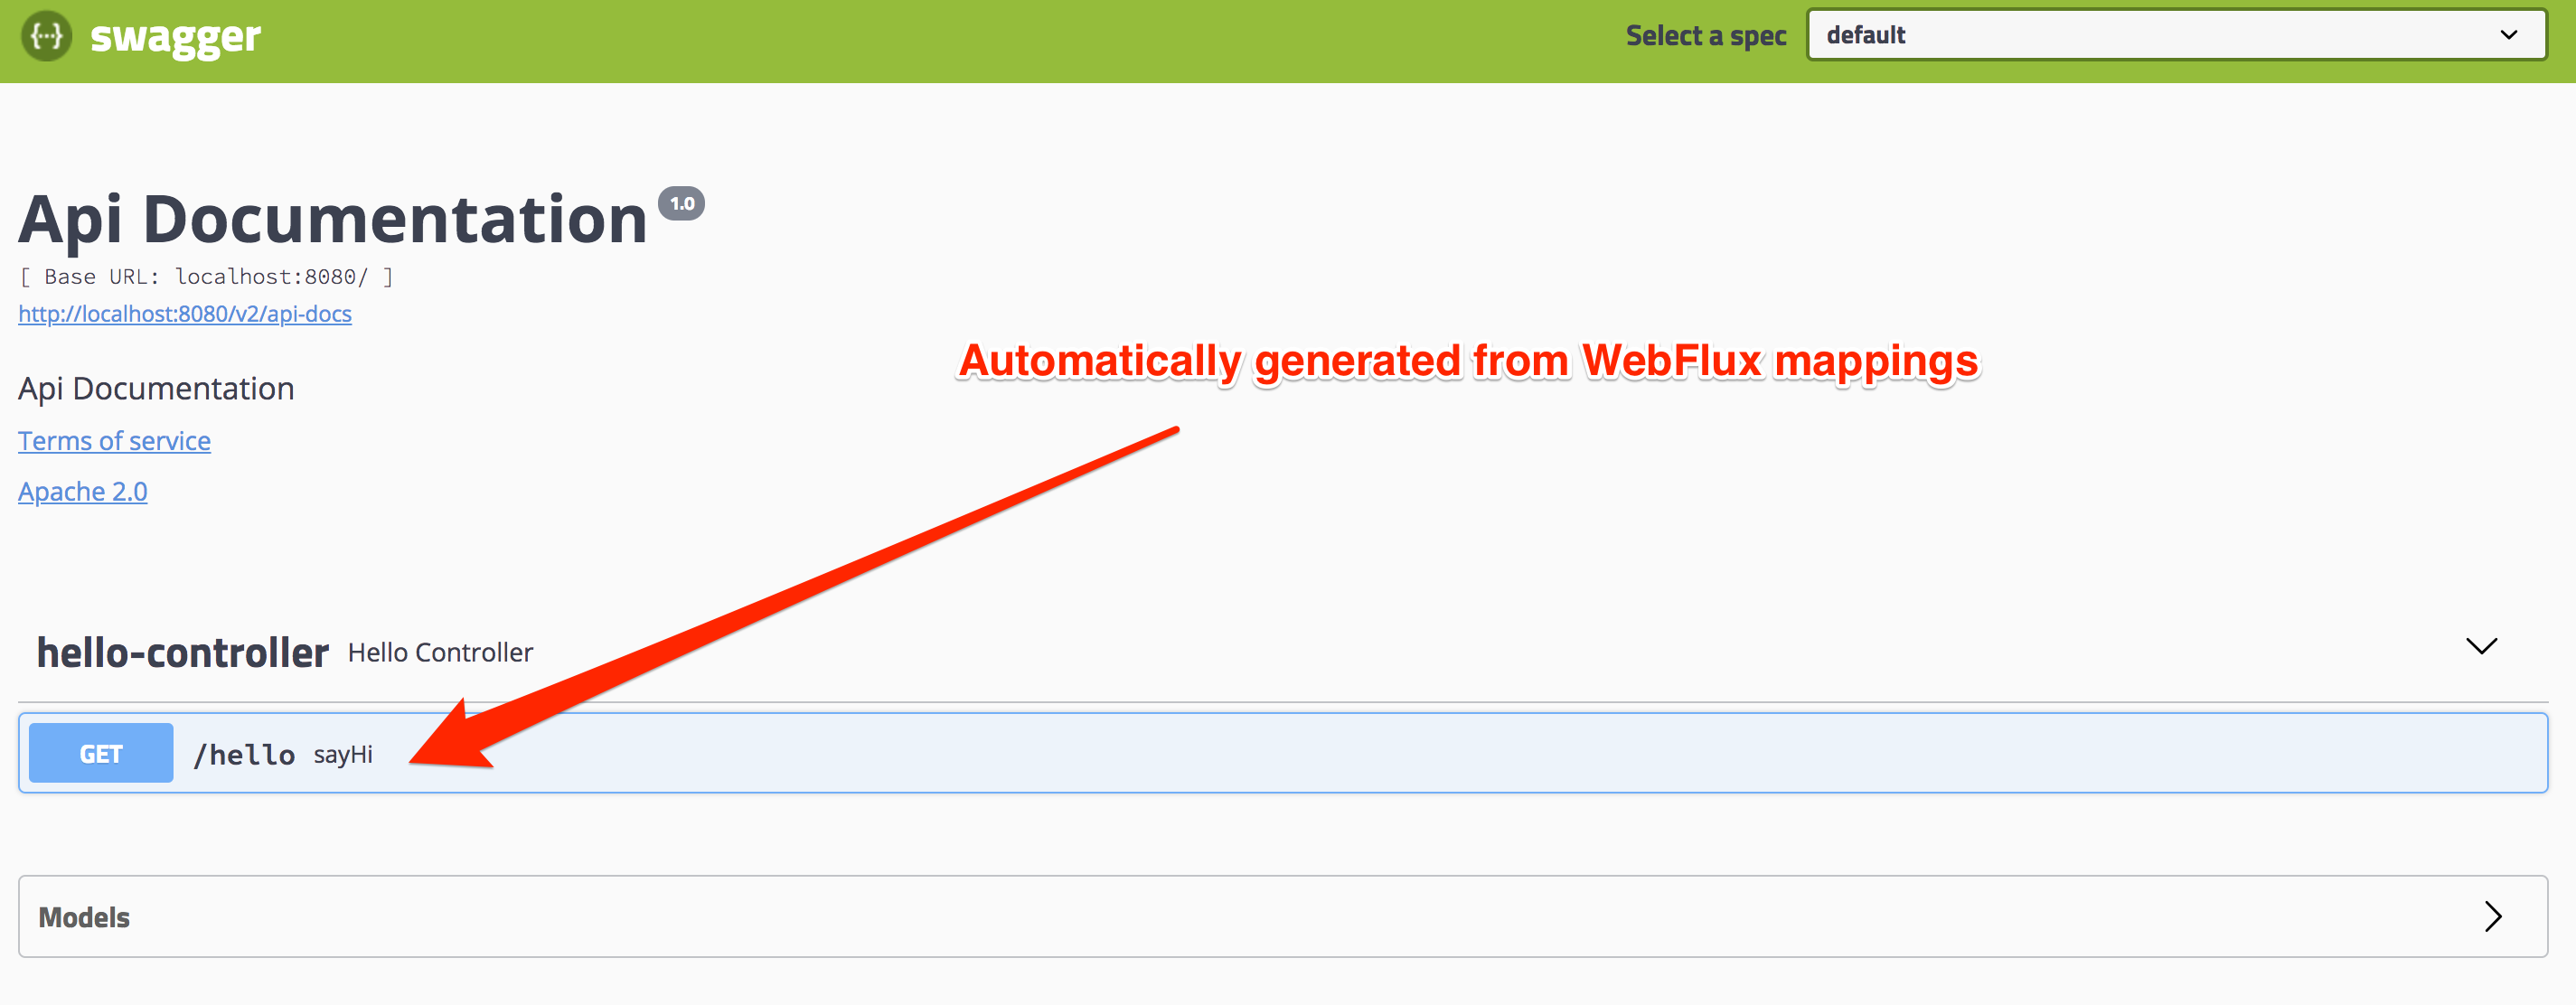 {···} swagger
Select a spec default
Api Documentation 1.0
[ Base URL: localhost:8080/ ]
http://localhost:8080/v2/api-docs
Automatically generated from WebFlux mappings
Api Documentation
Terms of service
Apache 2.0
hello-controller Hello Controller
GET /hello sayHi
Models